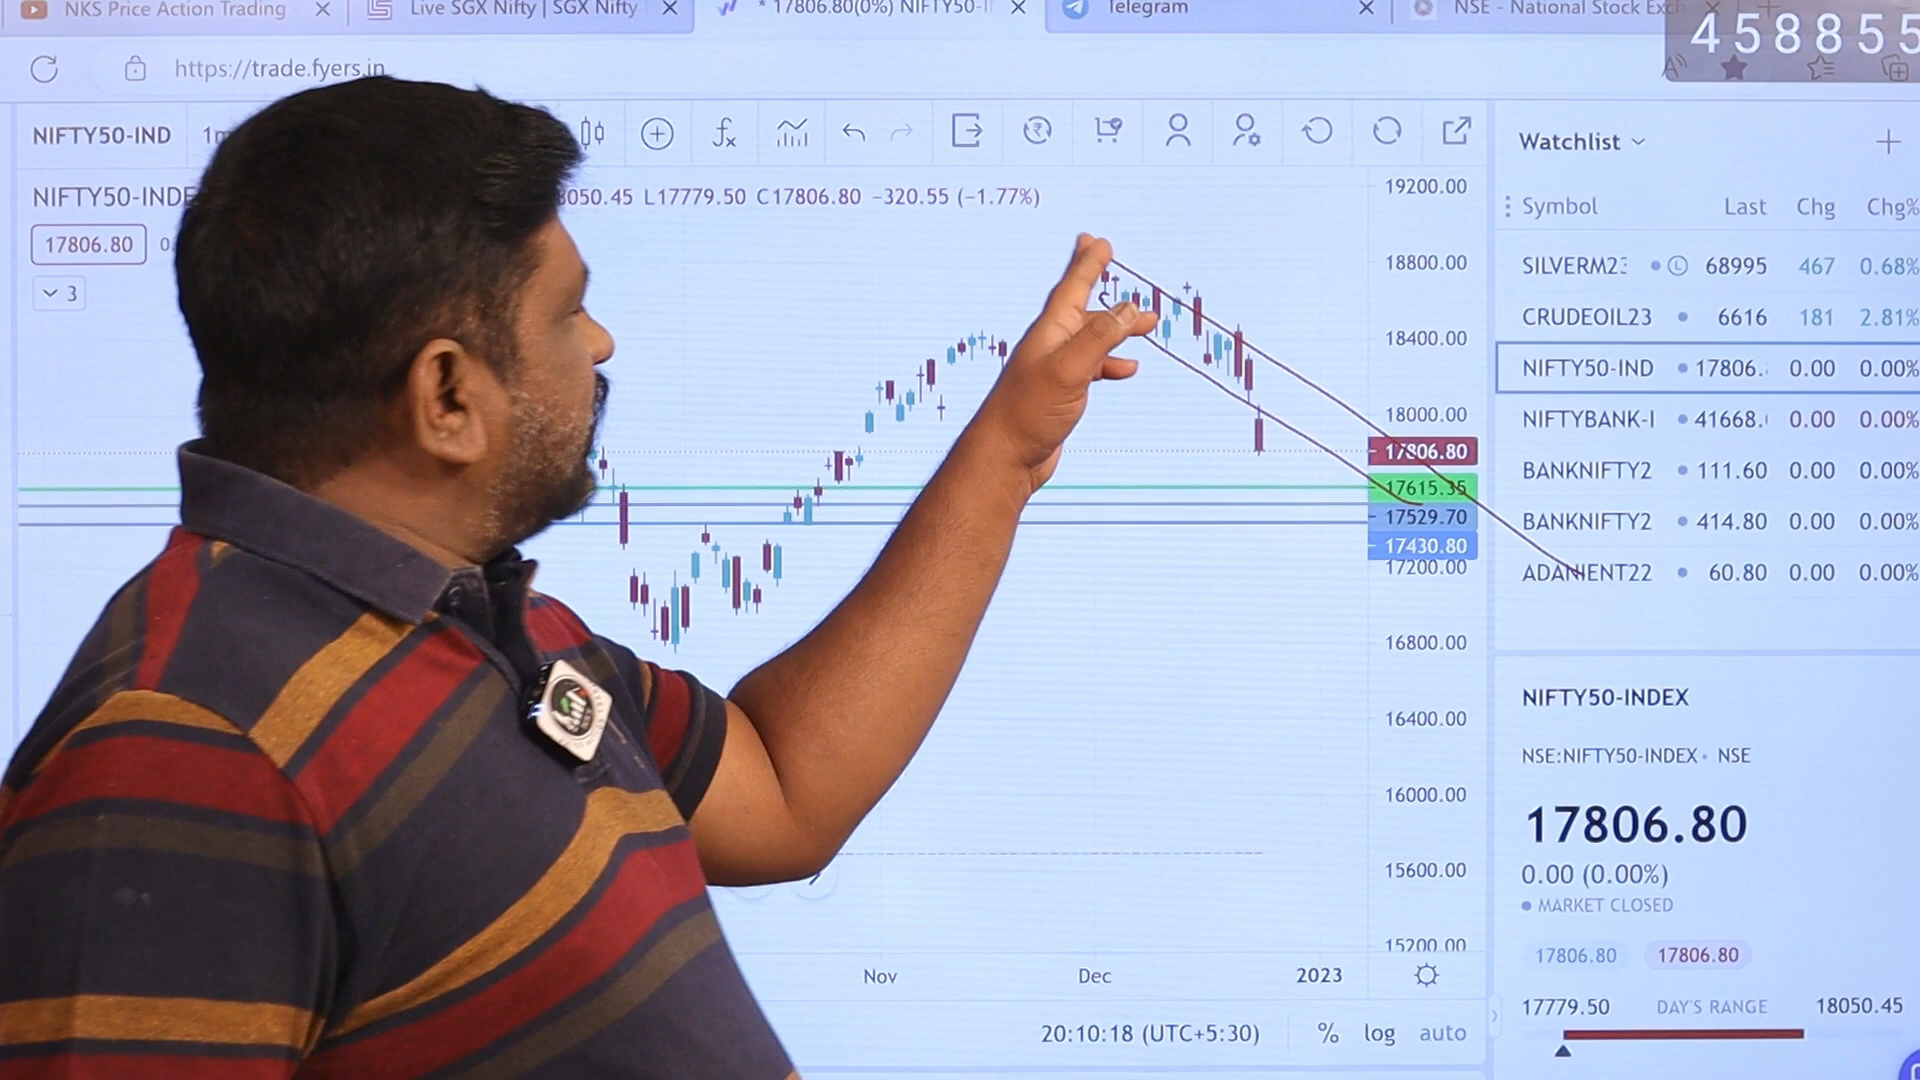 NKS Price Action Trading
Live SGX Nifty | SGX Nifty
* 17806.80(0%) NIFTY50-I
Telegram
NSE - National Stock Exch
458855
https://trade.fyers.in
NIFTY50-IND
NIFTY50-INDE
050.45 L17779.50 C17806.80 −320.55 (−1.77%)
17806.80
3
19200.00
18800.00
18400.00
18000.00
17806.80
17615.35
17529.70
17430.80
17200.00
16800.00
16400.00
16000.00
15600.00
15200.00
Nov Dec 2023
20:10:18 (UTC+5:30) % log auto
Watchlist
Symbol Last Chg Chg%
SILVERM23 L 68995 467 0.68%
CRUDEOIL23 6616 181 2.81%
NIFTY50-IND 17806. 0.00 0.00%
NIFTYBANK-I 41668. 0.00 0.00%
BANKNIFTY2 111.60 0.00 0.00%
BANKNIFTY2 414.80 0.00 0.00%
ADANIENT22 60.80 0.00 0.00%
NIFTY50-INDEX
NSE:NIFTY50-INDEX • NSE
17806.80
0.00 (0.00%)
MARKET CLOSED
17806.80 17806.80
17779.50 DAY'S RANGE 18050.45